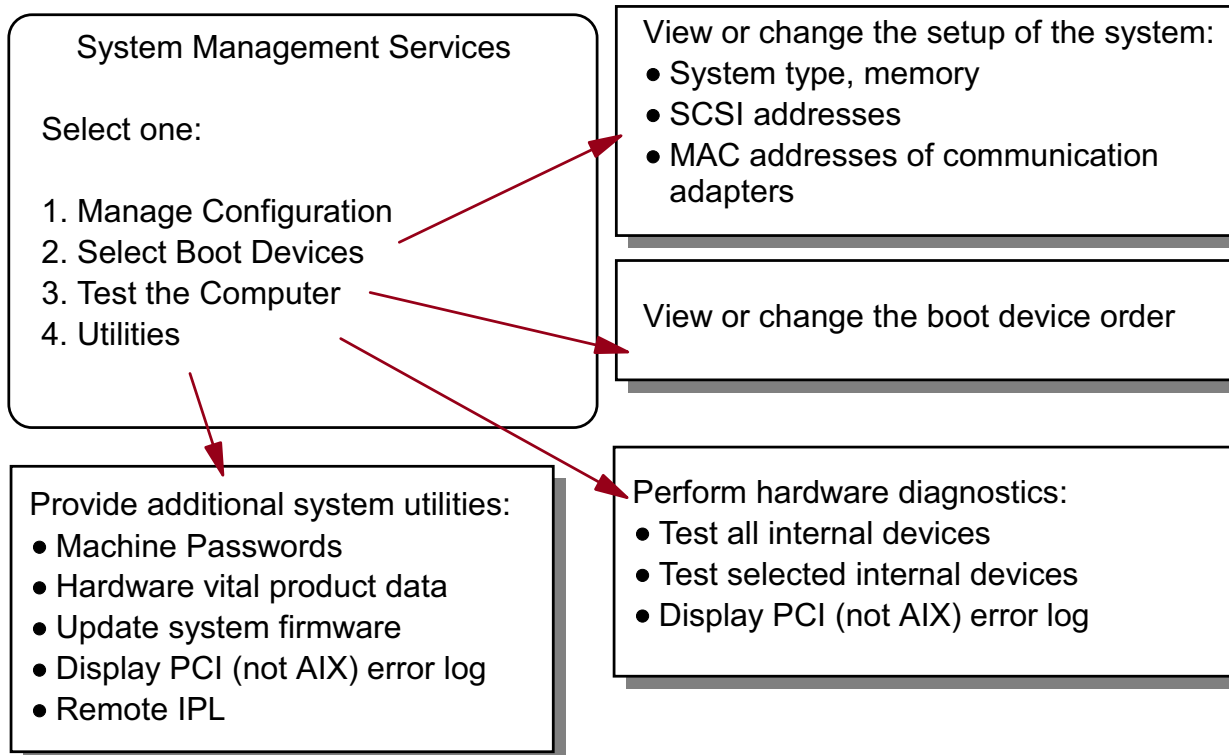 System Management Services
Select one:
1. Manage Configuration
2. Select Boot Devices
3. Test the Computer
4. Utilities
View or change the setup of the system:
● System type, memory
● SCSI addresses
● MAC addresses of communication
adapters
View or change the boot device order
Provide additional system utilities:
● Machine Passwords
● Hardware vital product data
● Update system firmware
● Display PCI (not AIX) error log
● Remote IPL
Perform hardware diagnostics:
● Test all internal devices
● Test selected internal devices
● Display PCI (not AIX) error log